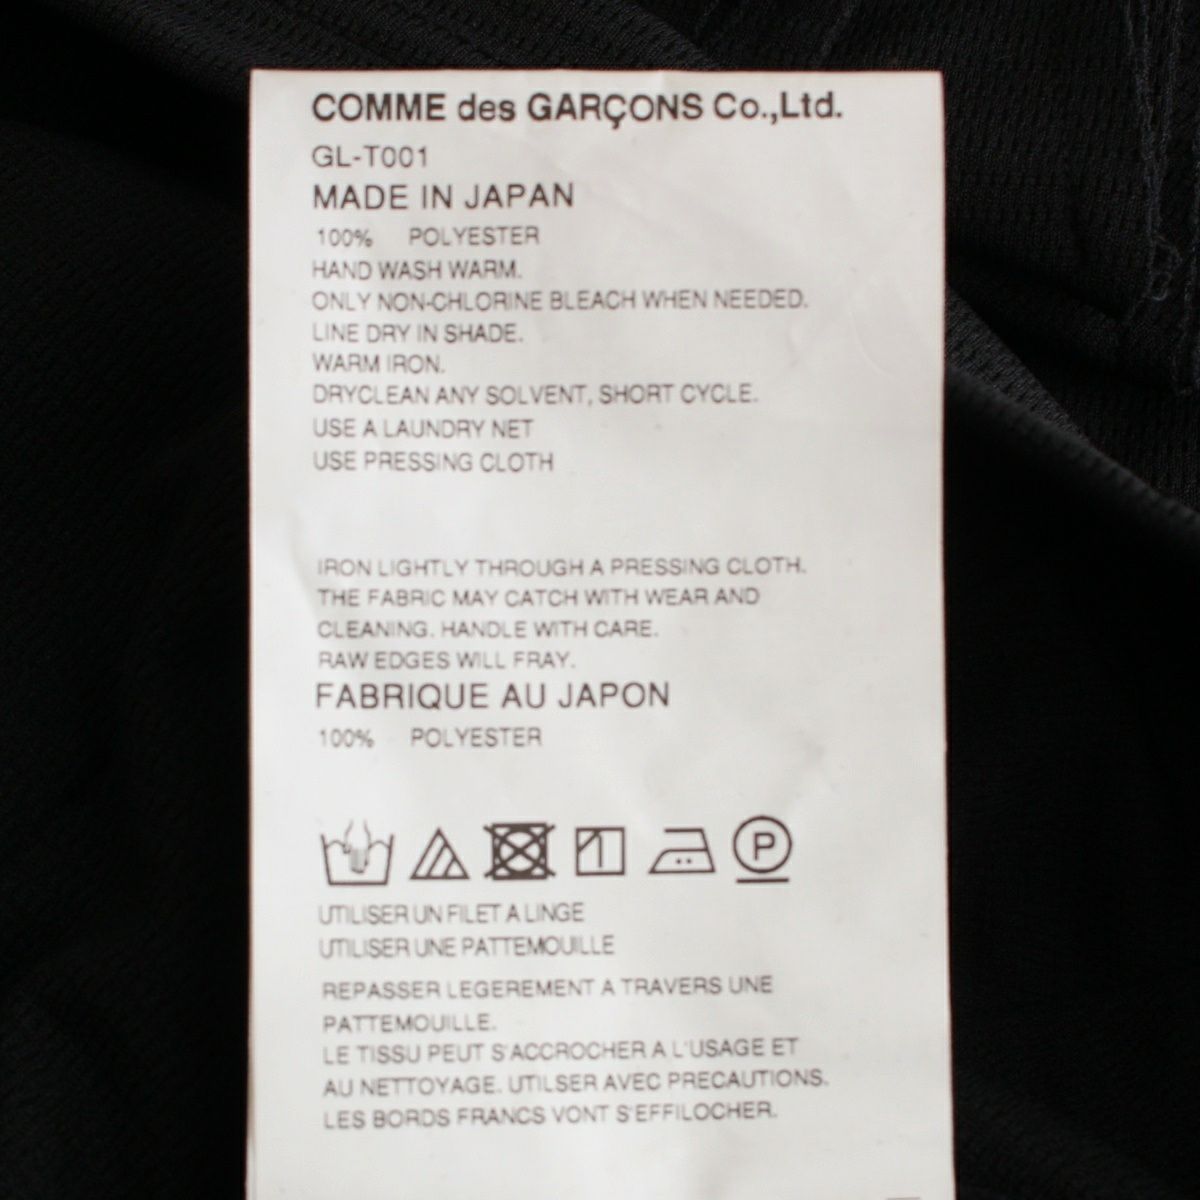 COMME des GARÇONS Co.,Ltd.
GL-T001
MADE IN JAPAN
100% POLYESTER
HAND WASH WARM.
ONLY NON-CHLORINE BLEACH WHEN NEEDED.
LINE DRY IN SHADE.
WARM IRON.
DRYCLEAN ANY SOLVENT, SHORT CYCLE.
USE A LAUNDRY NET
USE PRESSING CLOTH
IRON LIGHTLY THROUGH A PRESSING CLOTH.
THE FABRIC MAY CATCH WITH WEAR AND
CLEANING. HANDLE WITH CARE.
RAW EDGES WILL FRAY.
FABRIQUE AU JAPON
100% POLYESTER
P
UTILISER UN FILET A LINGE
UTILISER UNE PATTEMOUILLE
REPASSER LEGEREMENT A TRAVERS UNE
PATTEMOUILLE.
LE TISSU PEUT S'ACCROCHER A L'USAGE ET
AU NETTOYAGE. UTILSER AVEC PRECAUTIONS.
LES BORDS FRANCS VONT S'EFFILOCHER.